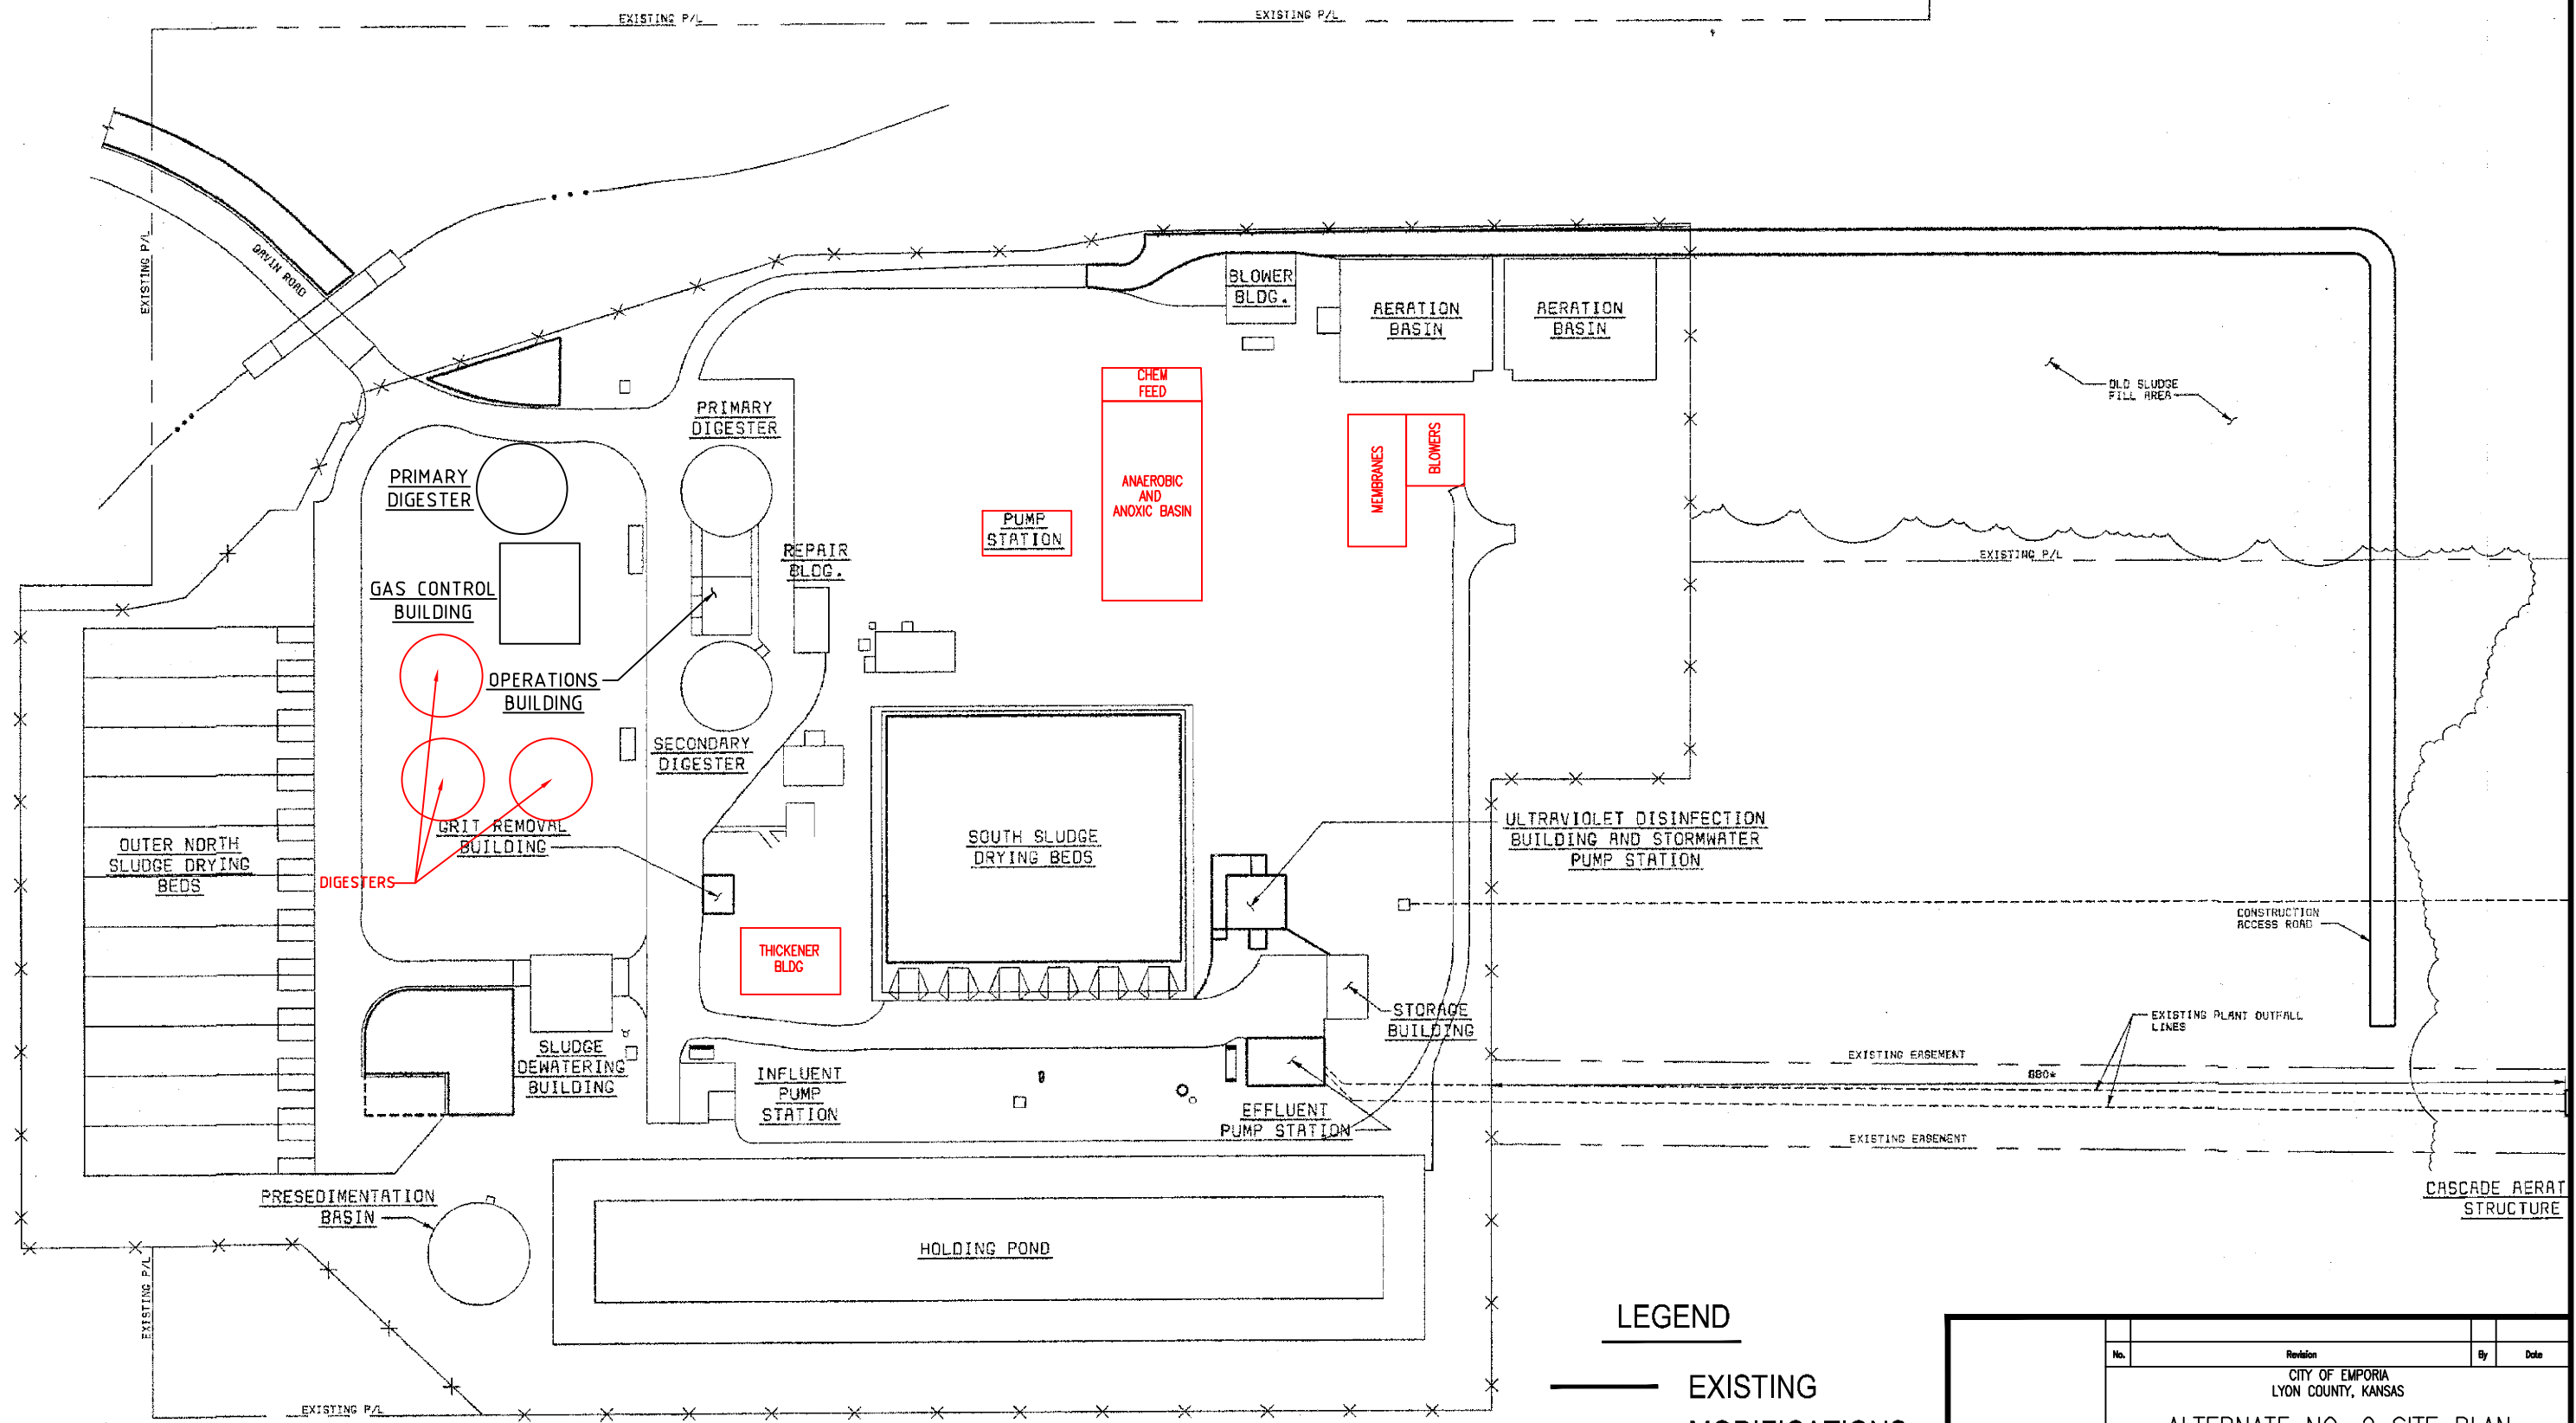 EXISTING P/L
EXISTING P/L
EXISTING P/L
DAVIN ROAD
BLOWER
BLDG.
AERATION
BASIN
AERATION
BASIN
CHEM
FEED
OLD SLUDGE
FILL AREA
PRIMARY
DIGESTER
PRIMARY
DIGESTER
ANAEROBIC
AND
ANOXIC BASIN
MEMBRANES
BLOWERS
PUMP
STATION
REPAIR
BLDG.
EXISTING P/L
GAS CONTROL
BUILDING
OPERATIONS
BUILDING
SECONDARY
DIGESTER
GRIT REMOVAL
BUILDING
OUTER NORTH
SLUDGE DRYING
BEDS
DIGESTERS
SOUTH SLUDGE
DRYING BEDS
ULTRAVIOLET DISINFECTION
BUILDING AND STORMWATER
PUMP STATION
CONSTRUCTION
ACCESS ROAD
THICKENER
BLDG
STORAGE
BUILDING
EXISTING PLANT OUTFALL
LINES
SLUDGE
DEWATERING
BUILDING
EXISTING EASEMENT
INFLUENT
PUMP
STATION
EFFLUENT
PUMP STATION
EXISTING EASEMENT
PRESEDIMENTATION
BASIN
CASCADE AERAT
STRUCTURE
HOLDING POND
EXISTING P/L
EXISTING P/L
LEGEND
EXISTING
MODIFICATIONS
No.
Revision
By
Date
CITY OF EMPORIA
LYON COUNTY, KANSAS